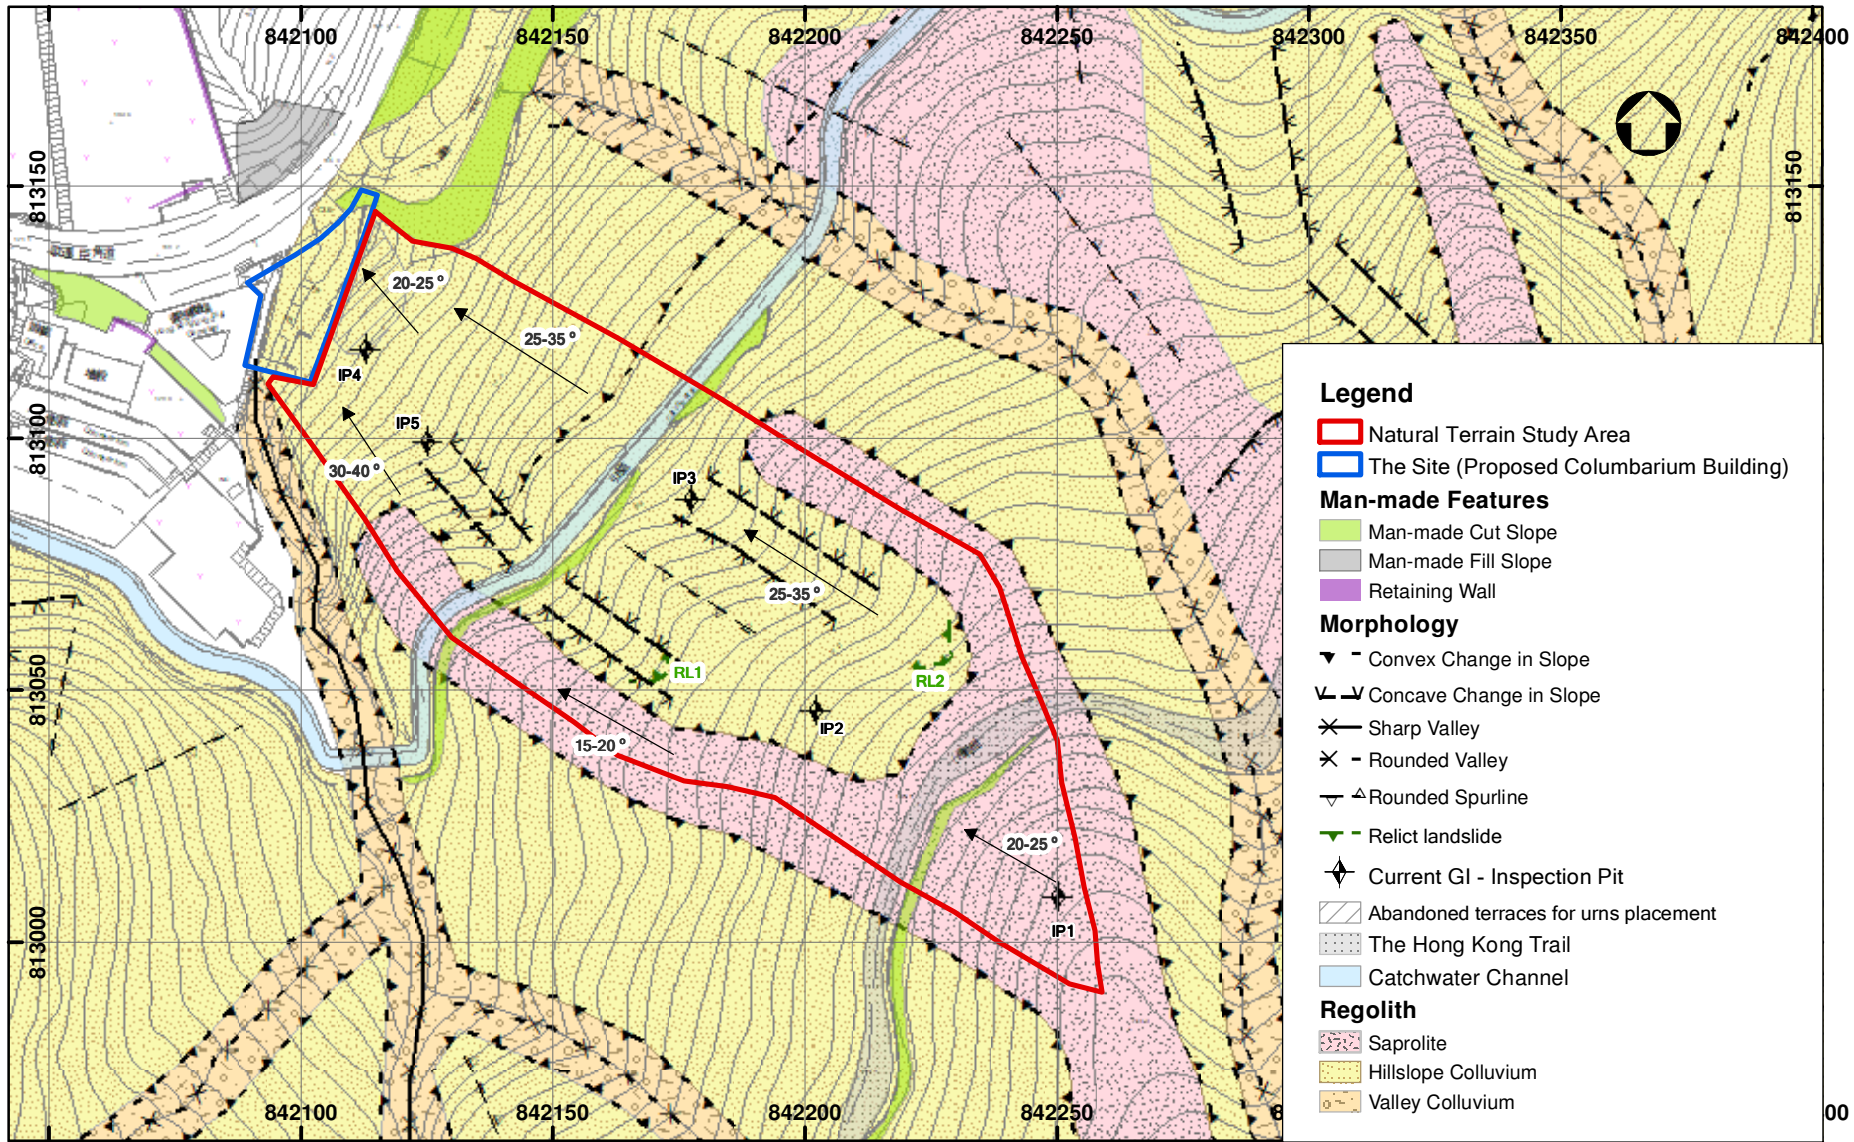 842100
842150
842200
842250
842300
842350
842400
813150
813150
20-25 °
25-35 °
IP4
IP5
813100
30-40 °
IP3
25-35 °
RL1
RL2
813050
IP2
15-20 °
20-25 °
IP1
813000
842100
842150
842200
842250
8
00
Legend
Natural Terrain Study Area
The Site (Proposed Columbarium Building)
Man-made Features
Man-made Cut Slope
Man-made Fill Slope
Retaining Wall
Morphology
Convex Change in Slope
Concave Change in Slope
Sharp Valley
Rounded Valley
Rounded Spurline
Relict landslide
Current GI - Inspection Pit
Abandoned terraces for urns placement
The Hong Kong Trail
Catchwater Channel
Regolith
Saprolite
Hillslope Colluvium
Valley Colluvium